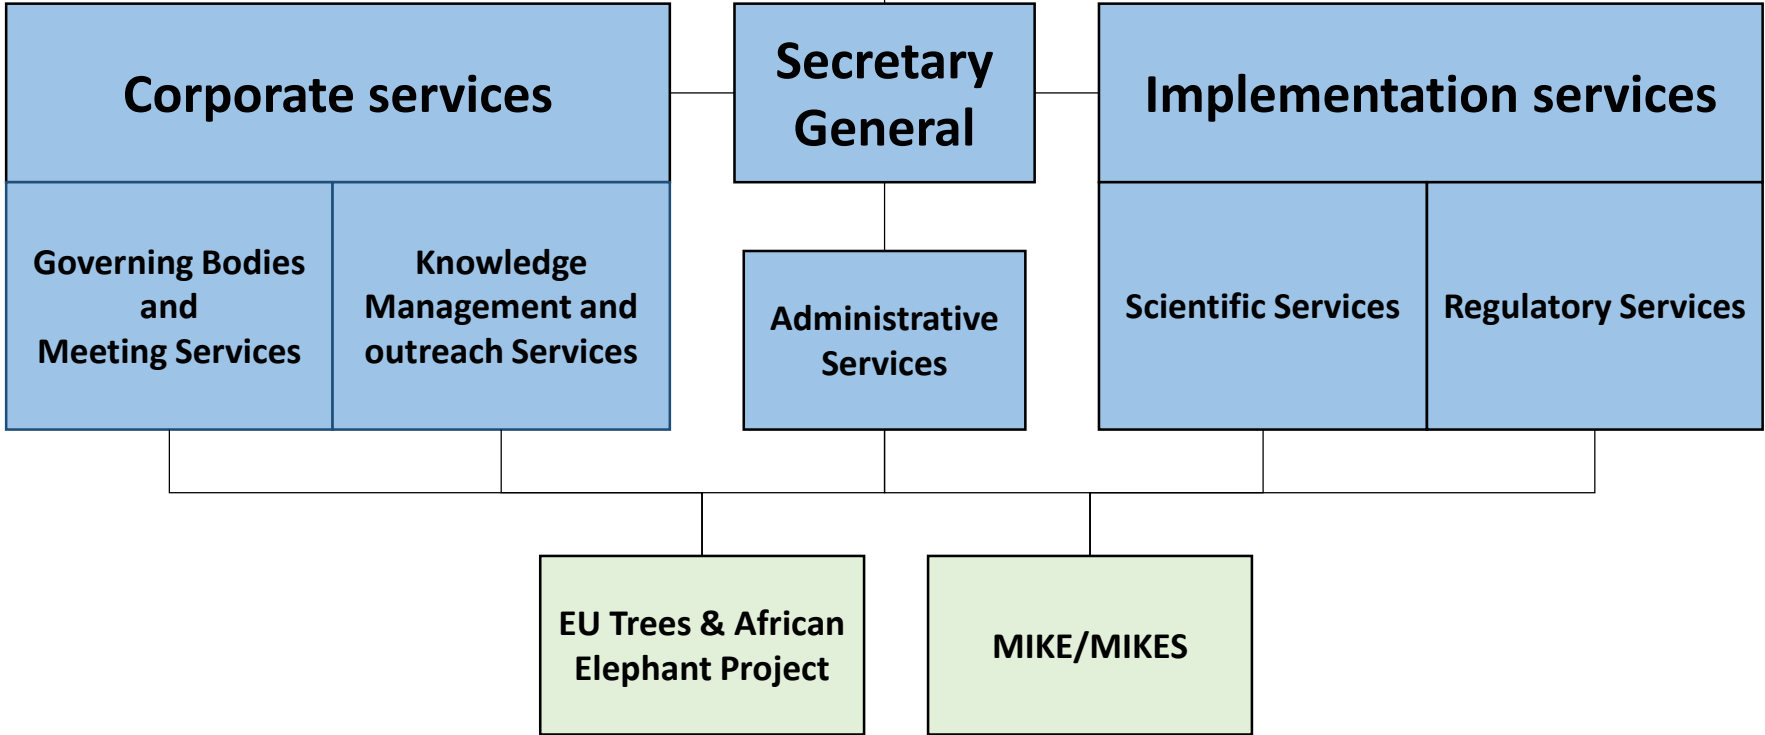 Corporate services
Secretary
General
Implementation services
Governing Bodies
and
Meeting Services
Knowledge
Management and
outreach Services
Administrative
Services
Scientific Services
Regulatory Services
EU Trees & African
Elephant Project
MIKE/MIKES